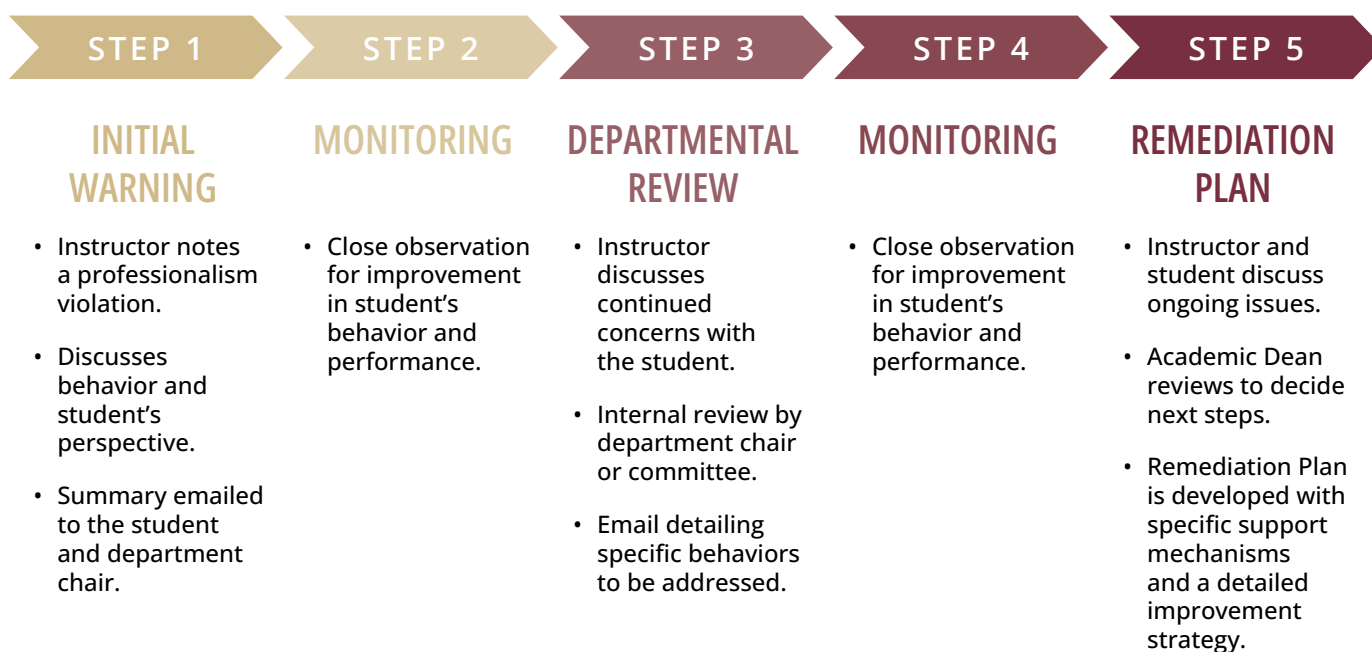 STEP 1
INITIAL
WARNING
• Instructor notes
a professionalism
violation.
• Discusses
behavior and
student’s
perspective.
• Summary emailed
to the student
and department
chair.
STEP 2
MONITORING
• Close observation
for improvement
in student’s
behavior and
performance.
STEP 3
DEPARTMENTAL
REVIEW
• Instructor
discusses
continued
concerns with
the student.
• Internal review by
department chair
or committee.
• Email detailing
specific behaviors
to be addressed.
STEP 4
MONITORING
• Close observation
for improvement
in student’s
behavior and
performance.
STEP 5
REMEDIATION
PLAN
• Instructor and
student discuss
ongoing issues.
• Academic Dean
reviews to decide
next steps.
• Remediation Plan
is developed with
specific support
mechanisms
and a detailed
improvement
strategy.